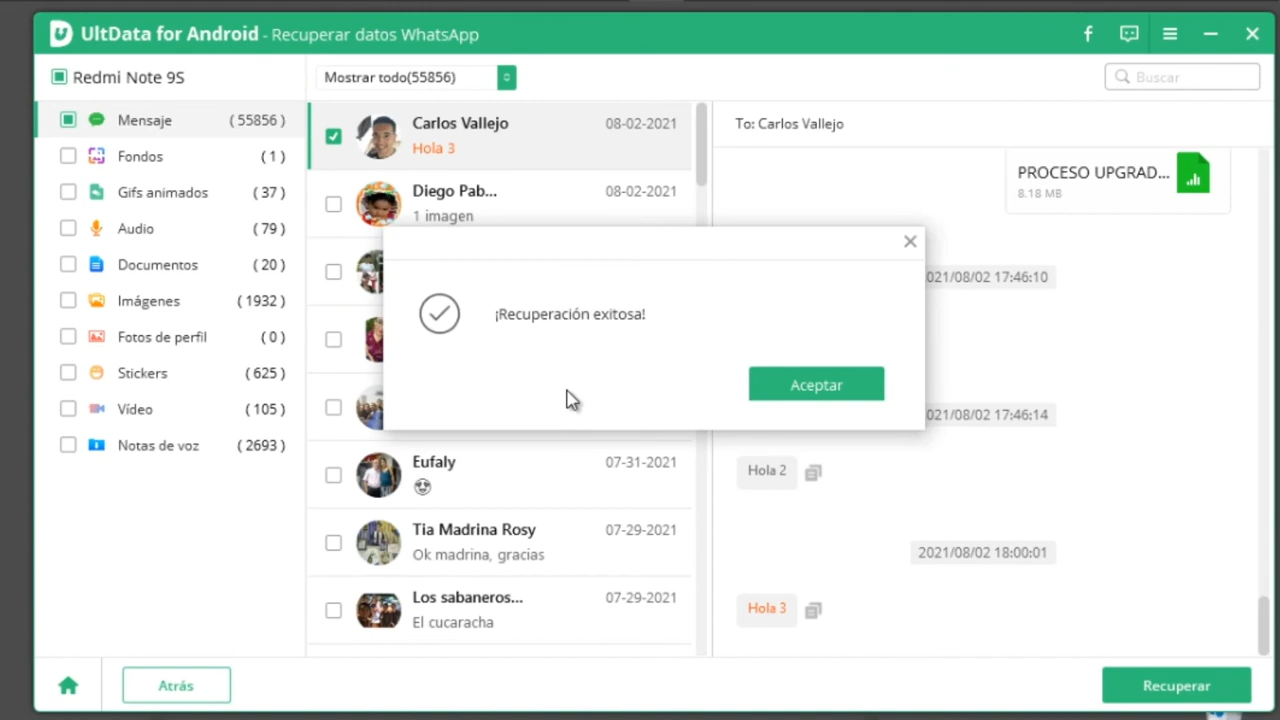 UltData for Android - Recuperar datos WhatsApp
Redmi Note 9S
Mostrar todo(55856)
Buscar
Mensaje (55856)
Fondos (1)
Gifs animados (37)
Audio (79)
Documentos (20)
Imágenes (1932)
Fotos de perfil (0)
Stickers (625)
Vídeo (105)
Notas de voz (2693)
Carlos Vallejo 08-02-2021
Hola 3
Diego Pab... 08-02-2021
1 imagen
Eufaly 07-31-2021
Tia Madrina Rosy 07-29-2021
Ok madrina, gracias
Los sabaneros... 07-29-2021
El cucaracha
To: Carlos Vallejo
PROCESO UPGRAD...
8.18 MB
021/08/02 17:46:10
021/08/02 17:46:14
Hola 2
2021/08/02 18:00:01
Hola 3
¡Recuperación exitosa!
Aceptar
Atrás
Recuperar